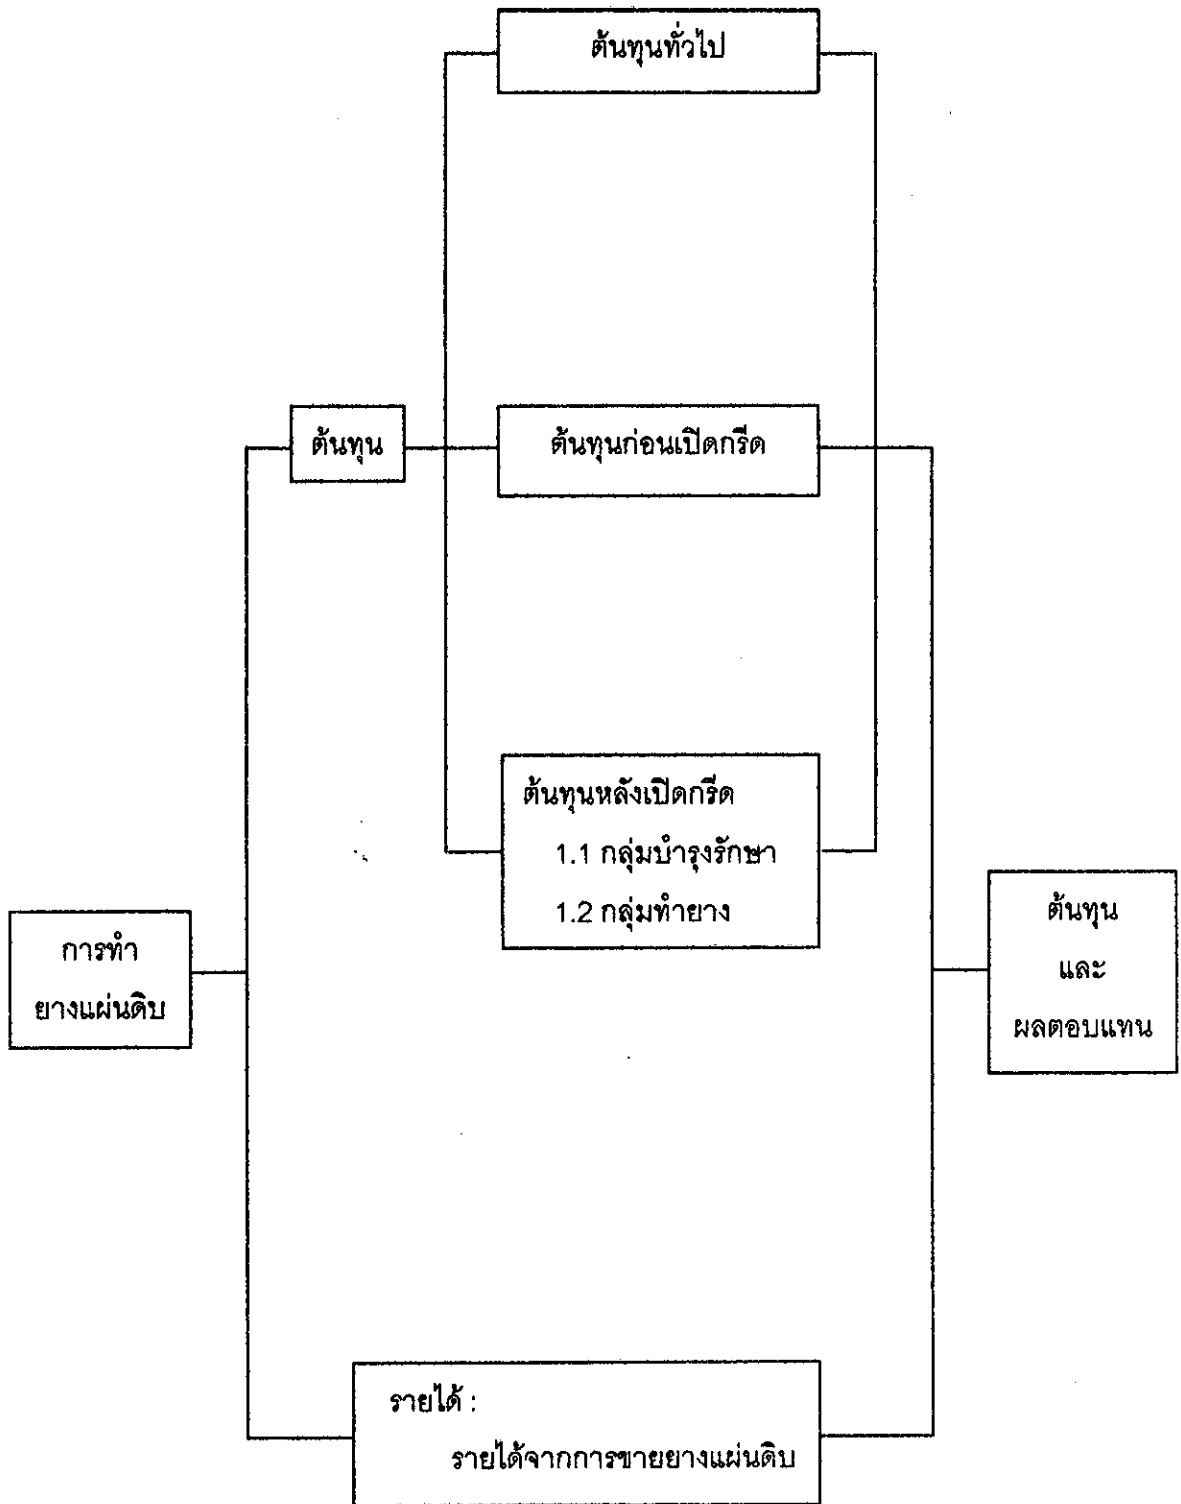 ต้นทุนทั่วไป
ต้นทุน
ต้นทุนก่อนเปิดกรีด
ต้นทุนหลังเปิดกรีด
1.1 กลุ่มบำรุงรักษา
1.2 กลุ่มทำยาง
การทำ
ยางแผ่นดิบ
ต้นทุน
และ
ผลตอบแทน
รายได้ :
รายได้จากการขายยางแผ่นดิบ